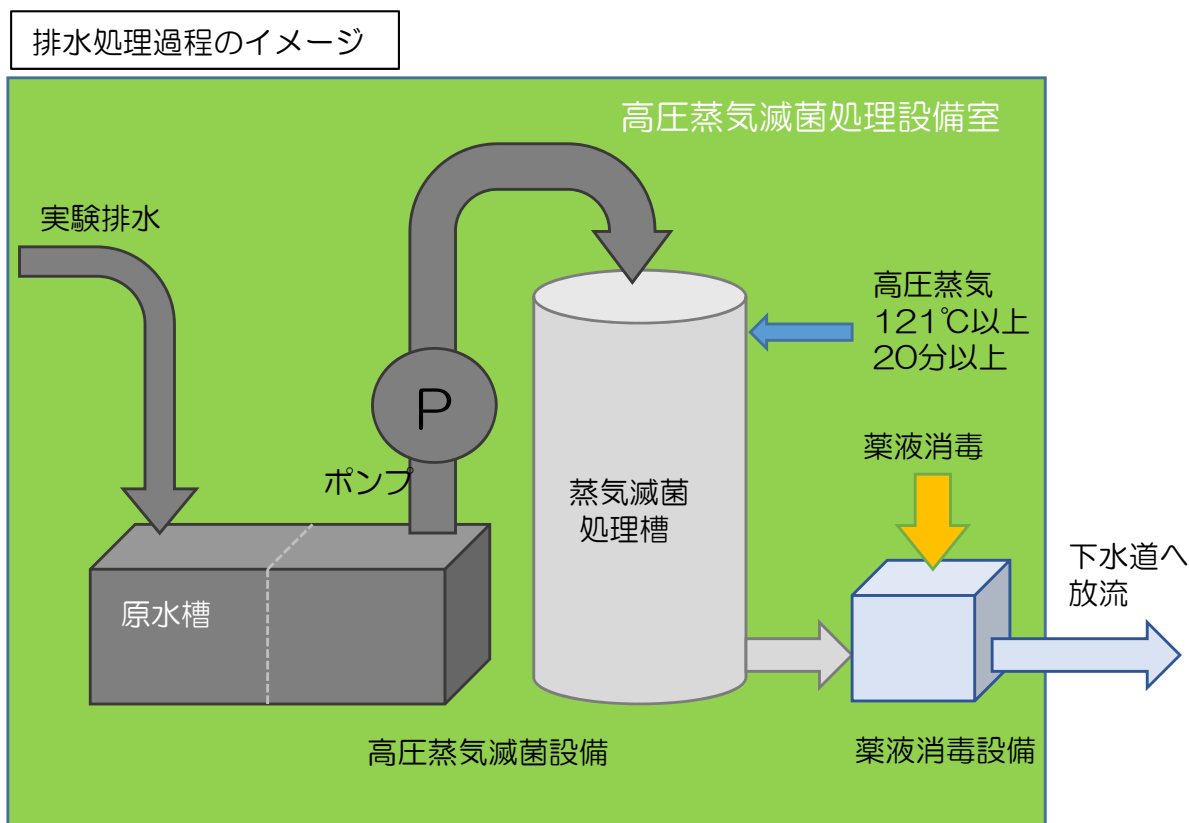 排水処理過程のイメージ
高圧蒸気滅菌処理設備室
実験排水
高圧蒸気
121℃以上
20分以上
P
ポンプ
薬液消毒
蒸気滅菌
処理槽
下水道へ
放流
原水槽
高圧蒸気滅菌設備
薬液消毒設備